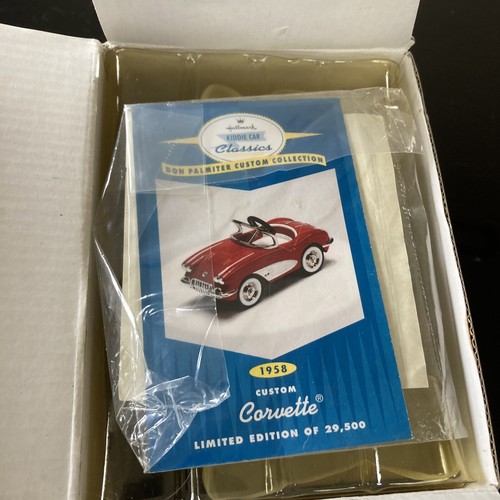 Hallmark
KIDDIE CAR
Classics
DON PALMITER CUSTOM COLLECTION
1958
CUSTOM
Corvette®
LIMITED EDITION OF 29,500